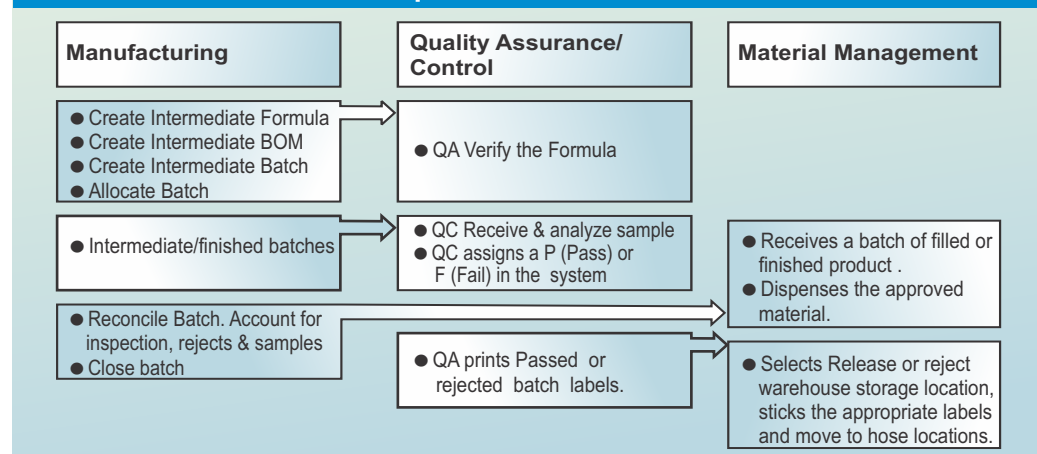 Manufacturing
Quality Assurance/
Control
Material Management
● Create Intermediate Formula
● Create Intermediate BOM
● Create Intermediate Batch
● Allocate Batch
● QA Verify the Formula
● Intermediate/finished batches
● QC Receive & analyze sample
● QC assigns a P (Pass) or
F (Fail) in the system
● Receives a batch of filled or
finished product .
● Dispenses the approved
material.
● Reconcile Batch. Account for
inspection, rejects & samples
● Close batch
● QA prints Passed or
rejected batch labels.
● Selects Release or reject
warehouse storage location,
sticks the appropriate labels
and move to hose locations.